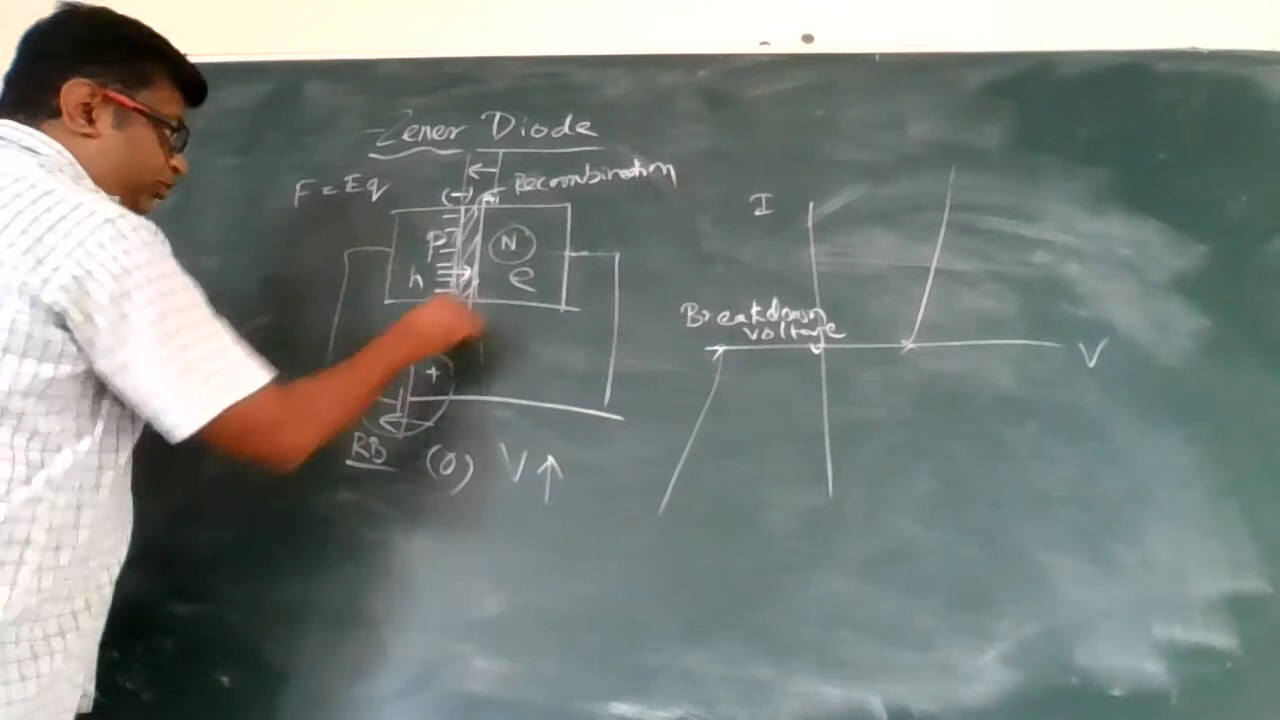 Zener Diode
F = Eq
Recombination
(-)
P N
h e
+
RB (0) V ↑
I
Breakdown
Voltage
V